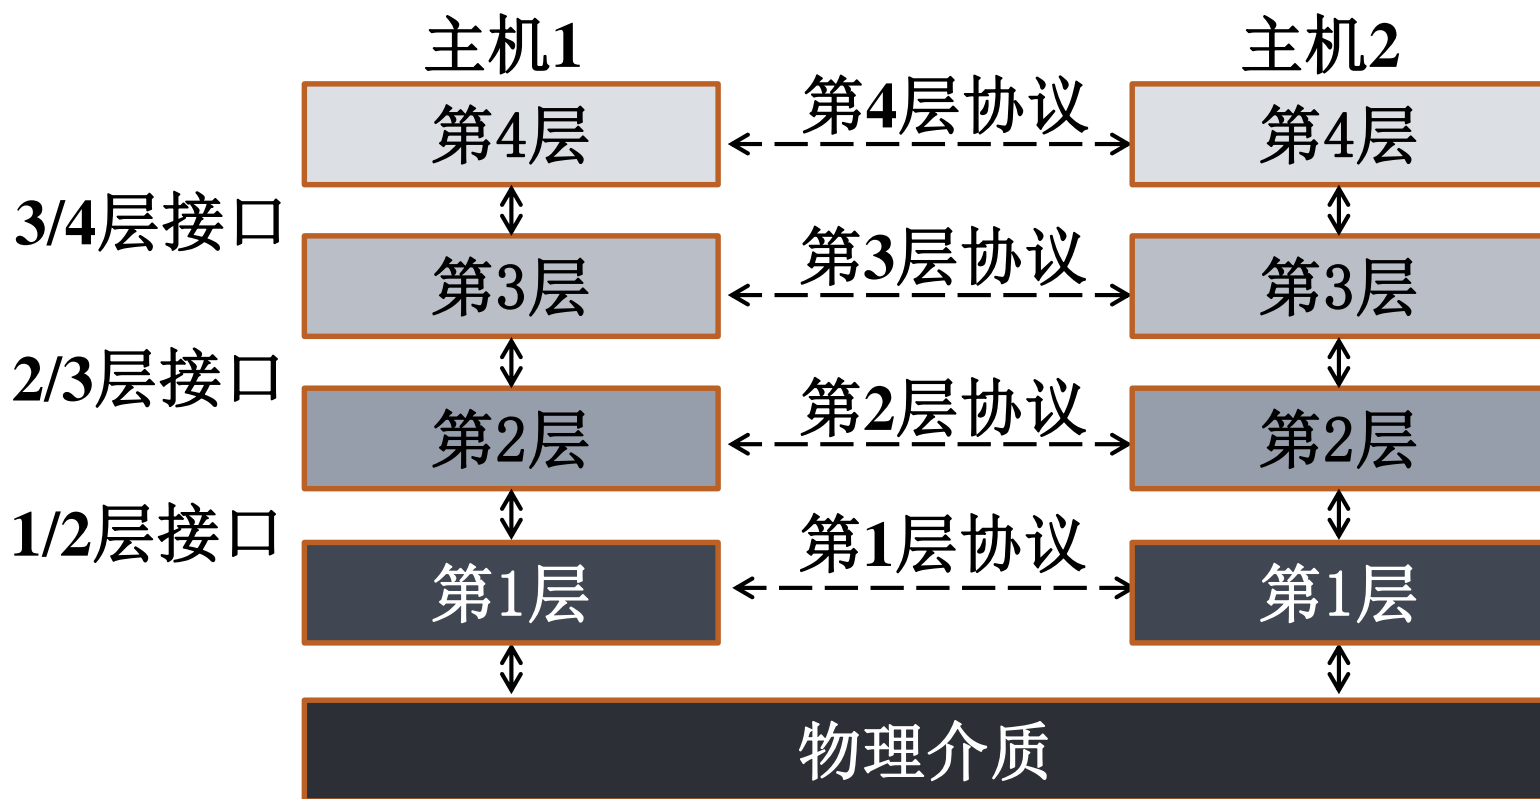 主机1
主机2
第4层
第4层协议
第4层
3/4层接口
第3层
第3层协议
第3层
2/3层接口
第2层
第2层协议
第2层
1/2层接口
第1层
第1层协议
第1层
物理介质